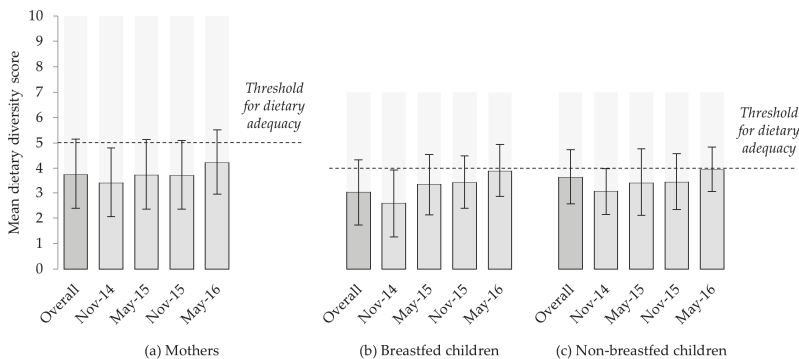 Mean dietary diversity score
10
9
8
7
6
5
4
3
2
1
0
Threshold
for dietary
adequacy
Threshold
for dietary
adequacy
Overall
Nov-14
May-15
Nov-15
May-16
Overall
Nov-14
May-15
Nov-15
May-16
Overall
Nov-14
May-15
Nov-15
May-16
(a) Mothers
(b) Breastfed children
(c) Non-breastfed children